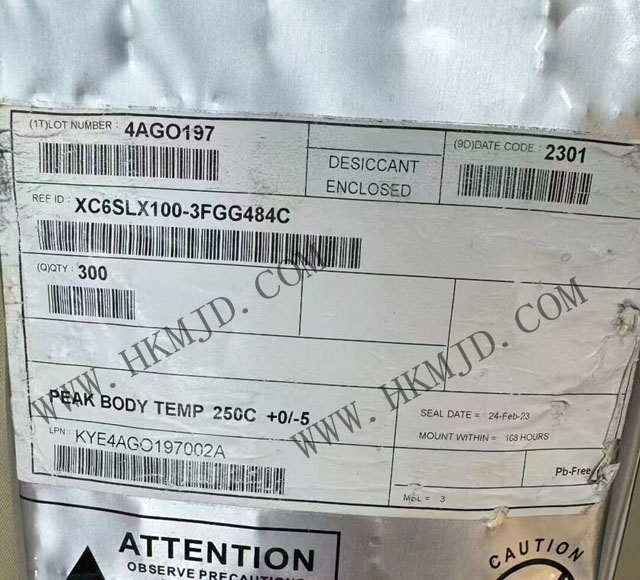 (1T)LOT NUMBER : 4AGO197
DESICCANT
ENCLOSED
(9D)DATE CODE : 2301
REF ID : XC6SLX100-3FGG484C
(Q)QTY : 300
PEAK BODY TEMP 250C +0/-5
SEAL DATE = 24-Feb-23
MOUNT WITHIN = 168 HOURS
LPN : KYE4AGO197002A
Pb-Free
MSL = 3
WWW.HKMJD.COM
WWW.HKMJD.COM
ATTENTION
OBSERVE PRECAUTIONS
CAUTION